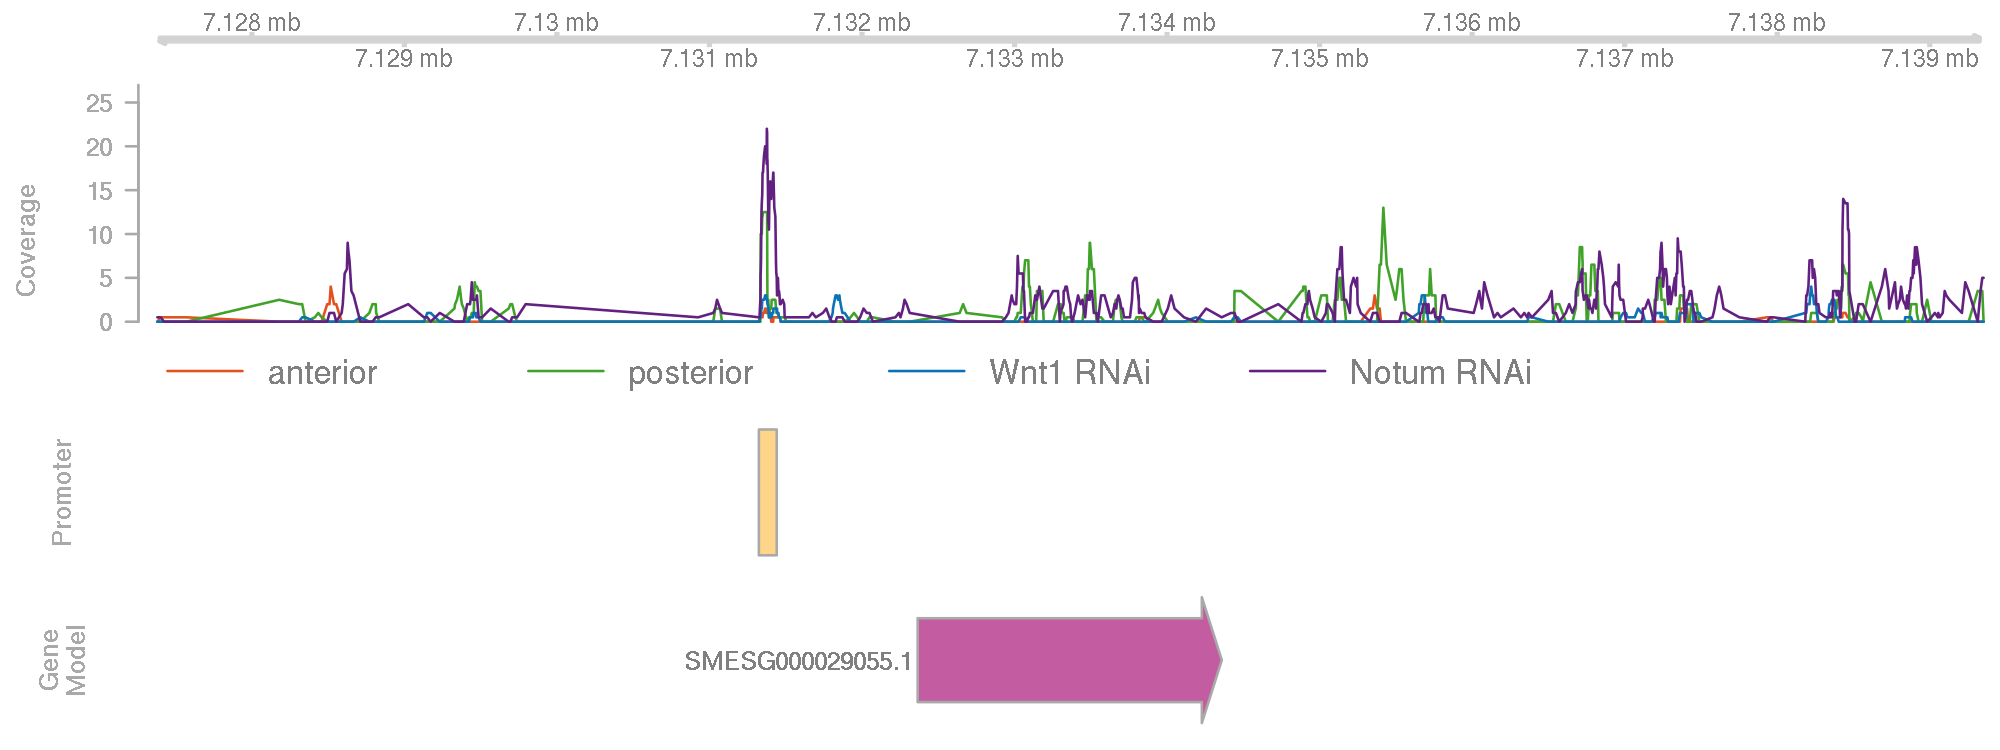 7.128 mb 7.13 mb 7.132 mb 7.134 mb 7.136 mb 7.138 mb
7.129 mb 7.131 mb 7.133 mb 7.135 mb 7.137 mb 7.139 mb
Coverage
25
20
15
10
5
0
anterior posterior Wnt1 RNAi Notum RNAi
Promoter
Gene
Model
SMESG000029055.1